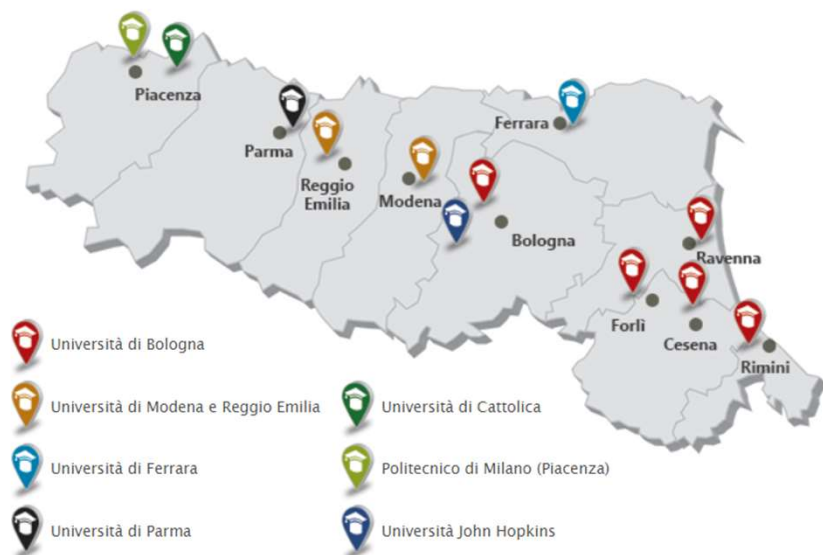 Piacenza
Parma
Reggio
Emilia
Modena
Ferrara
Bologna
Ravenna
Forlì
Cesena
Rimini
Università di Bologna
Università di Modena e Reggio Emilia
Università di Cattolica
Università di Ferrara
Politecnico di Milano (Piacenza)
Università di Parma
Università John Hopkins